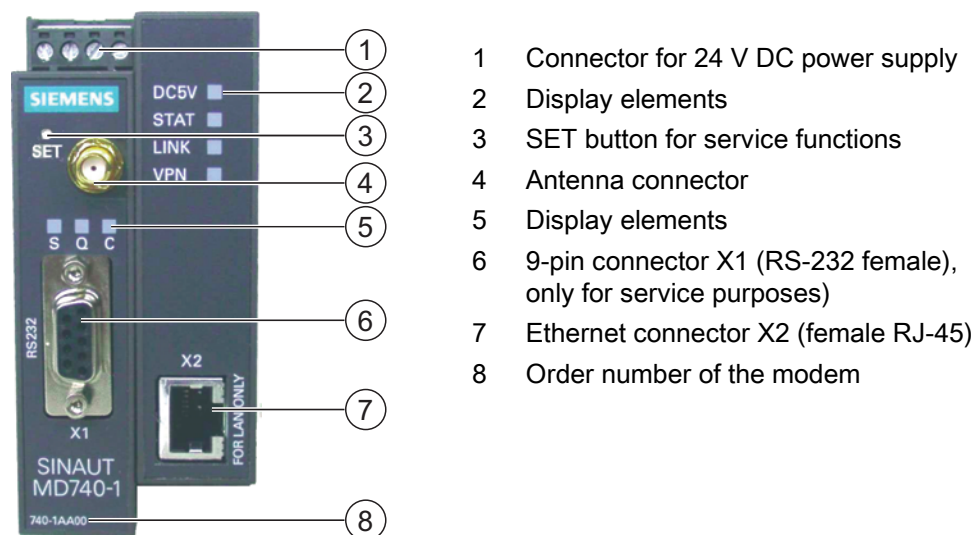 SIEMENS
SET
S Q C
RS232
X1
SINAUT
MD740-1
740-1AA00
DC5V
STAT
LINK
VPN
X2
FOR LAN ONLY
1
2
3
4
5
6
7
8
1 Connector for 24 V DC power supply
2 Display elements
3 SET button for service functions
4 Antenna connector
5 Display elements
6 9-pin connector X1 (RS-232 female),
only for service purposes)
7 Ethernet connector X2 (female RJ-45)
8 Order number of the modem